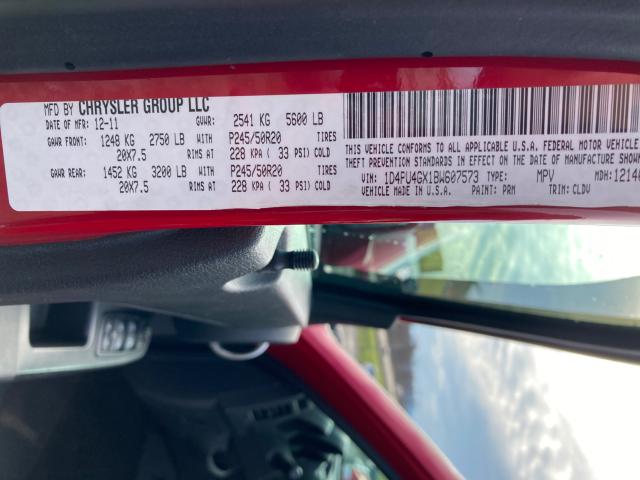 MFD BY CHRYSLER GROUP LLC
DATE OF MFR: 12-11 GVWR: 2541 KG 5600 LB
GAWR FRONT: 1248 KG 2750 LB WITH P245/50R20 TIRES
20X7.5 RIMS AT 228 KPA ( 33 PSI) COLD
GAWR REAR: 1452 KG 3200 LB WITH P245/50R20 TIRES
20X7.5 RIMS AT 228 KPA ( 33 PSI) COLD
THIS VEHICLE CONFORMS TO ALL APPLICABLE U.S.A. FEDERAL MOTOR VEHICLE
THEFT PREVENTION STANDARDS IN EFFECT ON THE DATE OF
VIN: 1D4FU4GX1BW607573 TYPE: MPV MDH: 12140
MADE IN U.S.A. PAINT: PRM TRIM: CLDV